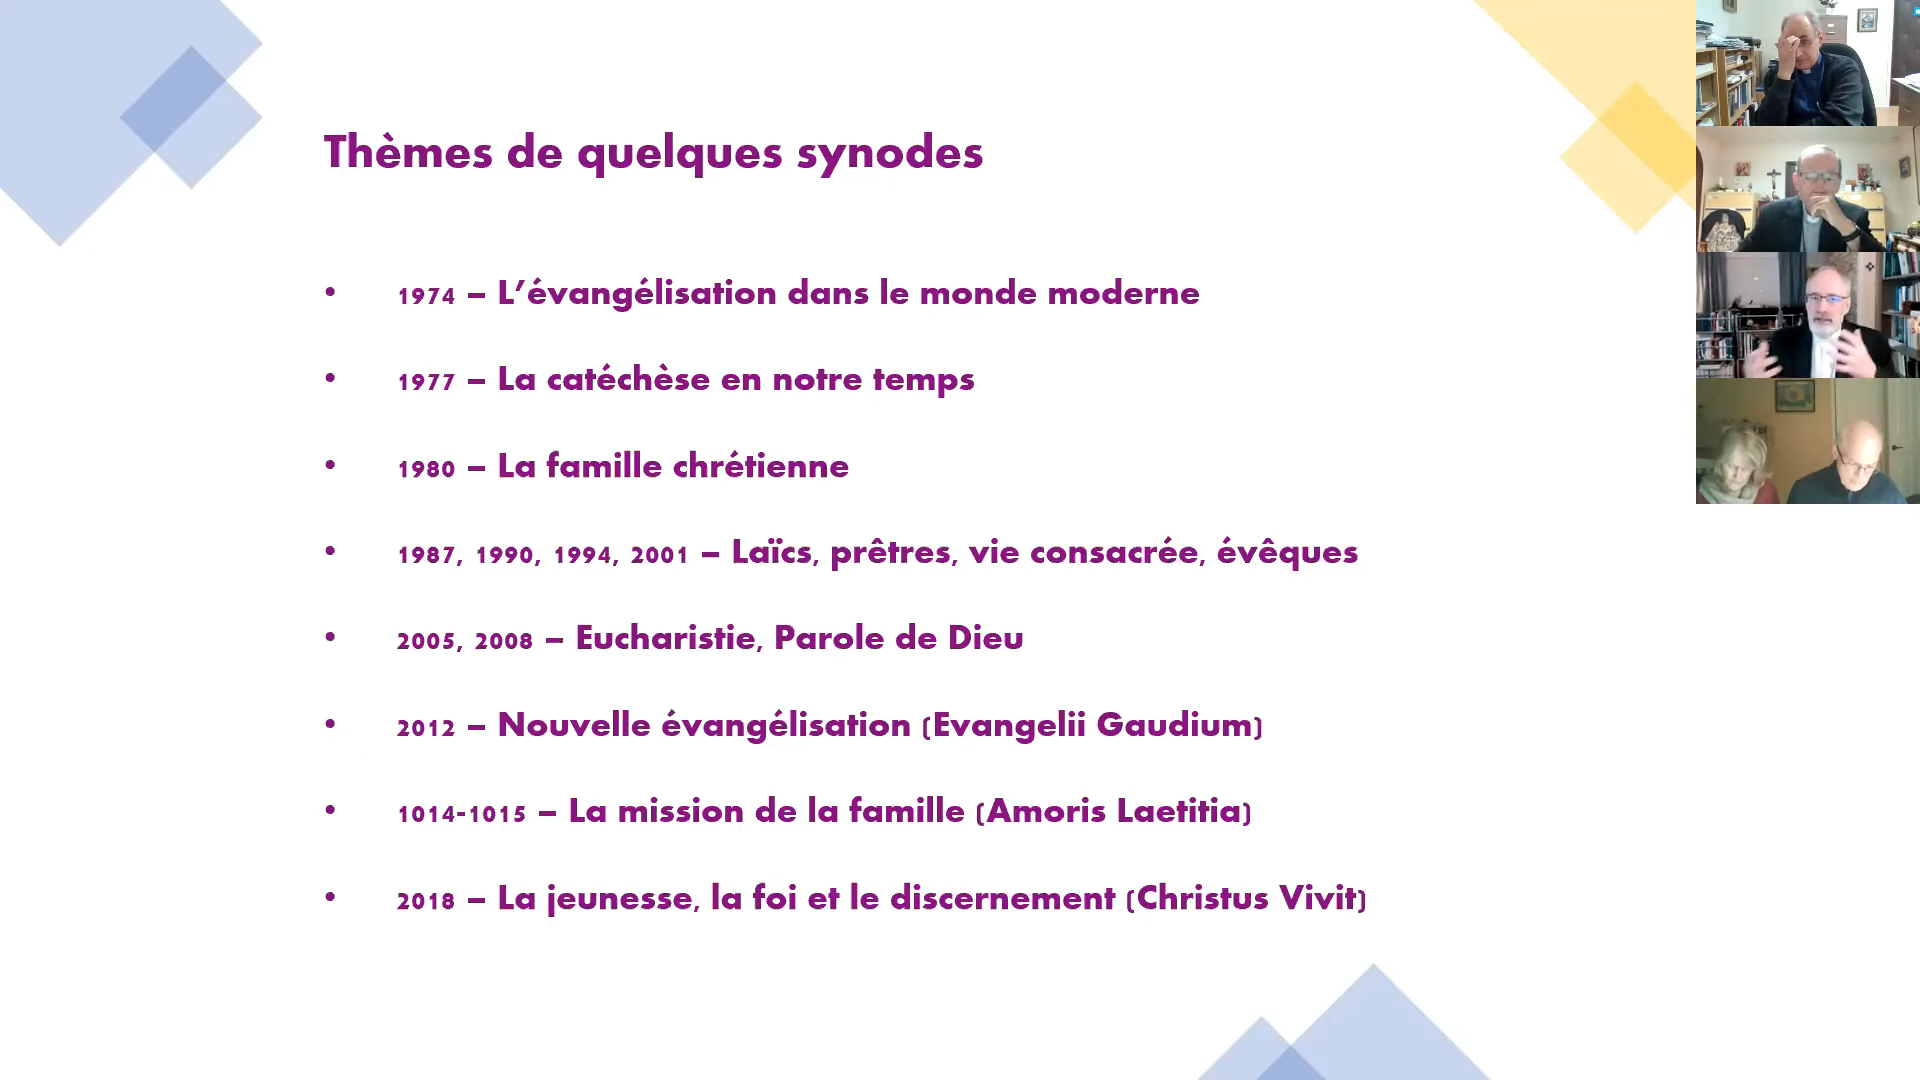 Thèmes de quelques synodes
• 1974 – L’évangélisation dans le monde moderne
• 1977 – La catéchèse en notre temps
• 1980 – La famille chrétienne
• 1987, 1990, 1994, 2001 – Laïcs, prêtres, vie consacrée, évêques
• 2005, 2008 – Eucharistie, Parole de Dieu
• 2012 – Nouvelle évangélisation (Evangelii Gaudium)
• 1014-1015 – La mission de la famille (Amoris Laetitia)
• 2018 – La jeunesse, la foi et le discernement (Christus Vivit)